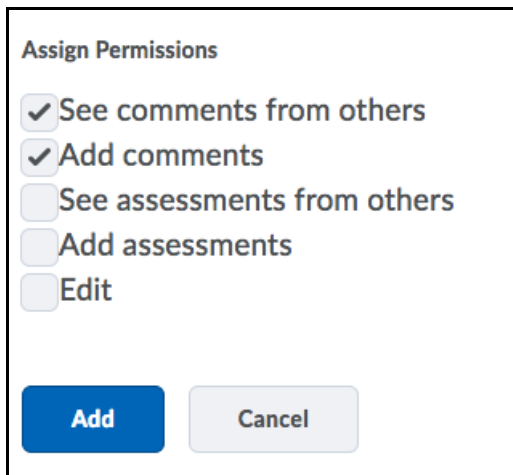 Assign Permissions
See comments from others
Add comments
See assessments from others
Add assessments
Edit
Add Cancel